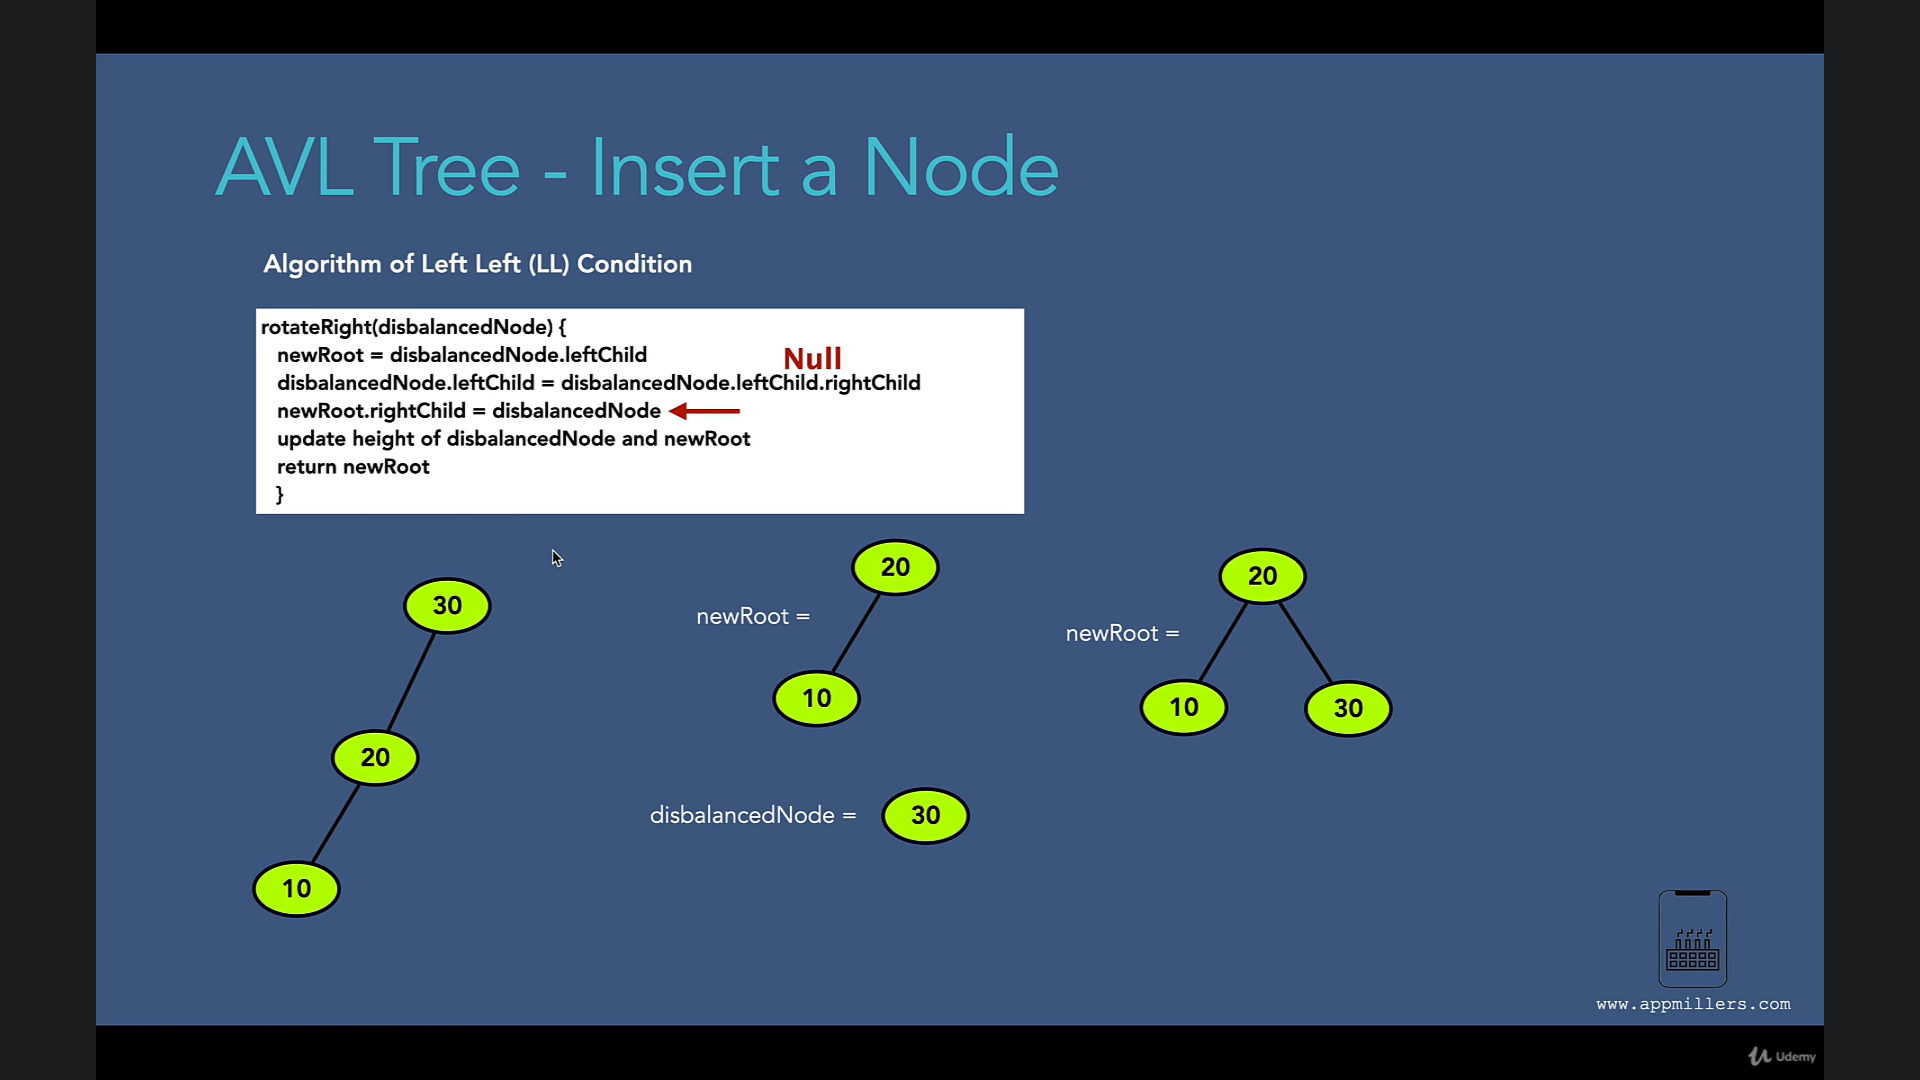 AVL Tree - Insert a Node
Algorithm of Left Left (LL) Condition
rotateRight(disbalancedNode) {
newRoot = disbalancedNode.leftChild
Null
disbalancedNode.leftChild = disbalancedNode.leftChild.rightChild
newRoot.rightChild = disbalancedNode
update height of disbalancedNode and newRoot
return newRoot
}
30
20
10
newRoot =
20
10
disbalancedNode =
30
newRoot =
20
10
30
www.appmillers.com
Udemy